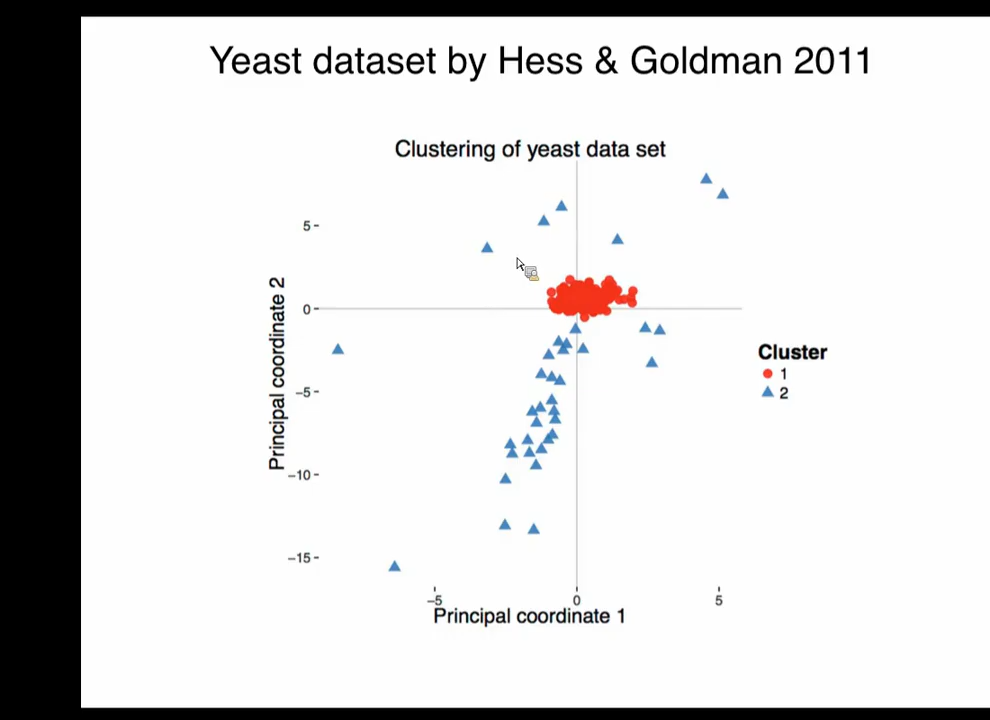 Yeast dataset by Hess & Goldman 2011
Clustering of yeast data set
5
0
−5
−10
−15
Principal coordinate 2
−5
0
5
Principal coordinate 1
Cluster
1
2